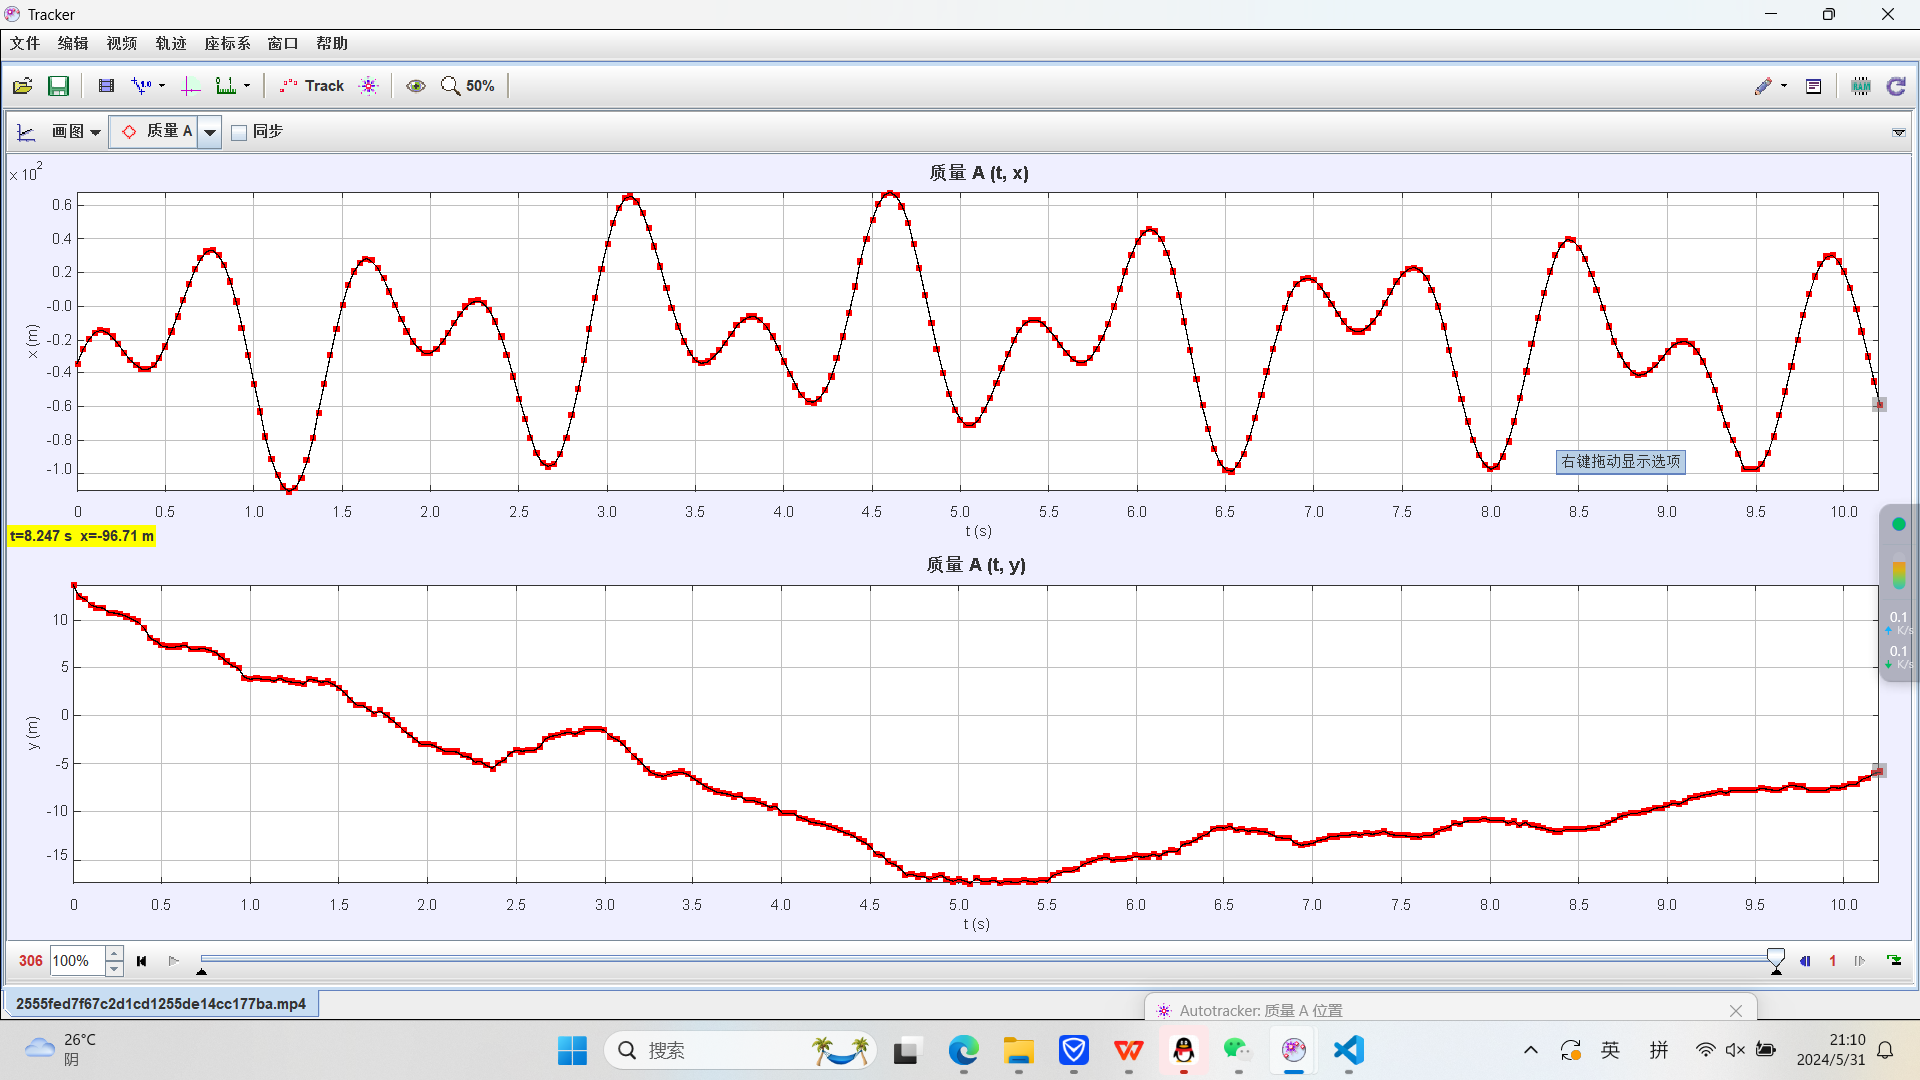 Tracker
文件 编辑 视频 轨迹 座标系 窗口 帮助
Track 50%
画图 质量 A 同步
质量 A (t, x)
x 10²
0.6
0.4
0.2
-0.0
-0.2
-0.4
-0.6
-0.8
-1.0
x (m)
右键拖动显示选项
0 0.5 1.0 1.5 2.0 2.5 3.0 3.5 4.0 4.5 5.0 5.5 6.0 6.5 7.0 7.5 8.0 8.5 9.0 9.5 10.0
t (s)
t=8.247 s x=-96.71 m
质量 A (t, y)
10
5
0
-5
-10
-15
y (m)
0 0.5 1.0 1.5 2.0 2.5 3.0 3.5 4.0 4.5 5.0 5.5 6.0 6.5 7.0 7.5 8.0 8.5 9.0 9.5 10.0
t (s)
0.1
K/s
0.1
K/s
306 100% 1
2555fed7f67c2d1cd1255de14cc177ba.mp4
Autotracker: 质量 A 位置
26°C
阴
搜索
英 拼
21:10
2024/5/31